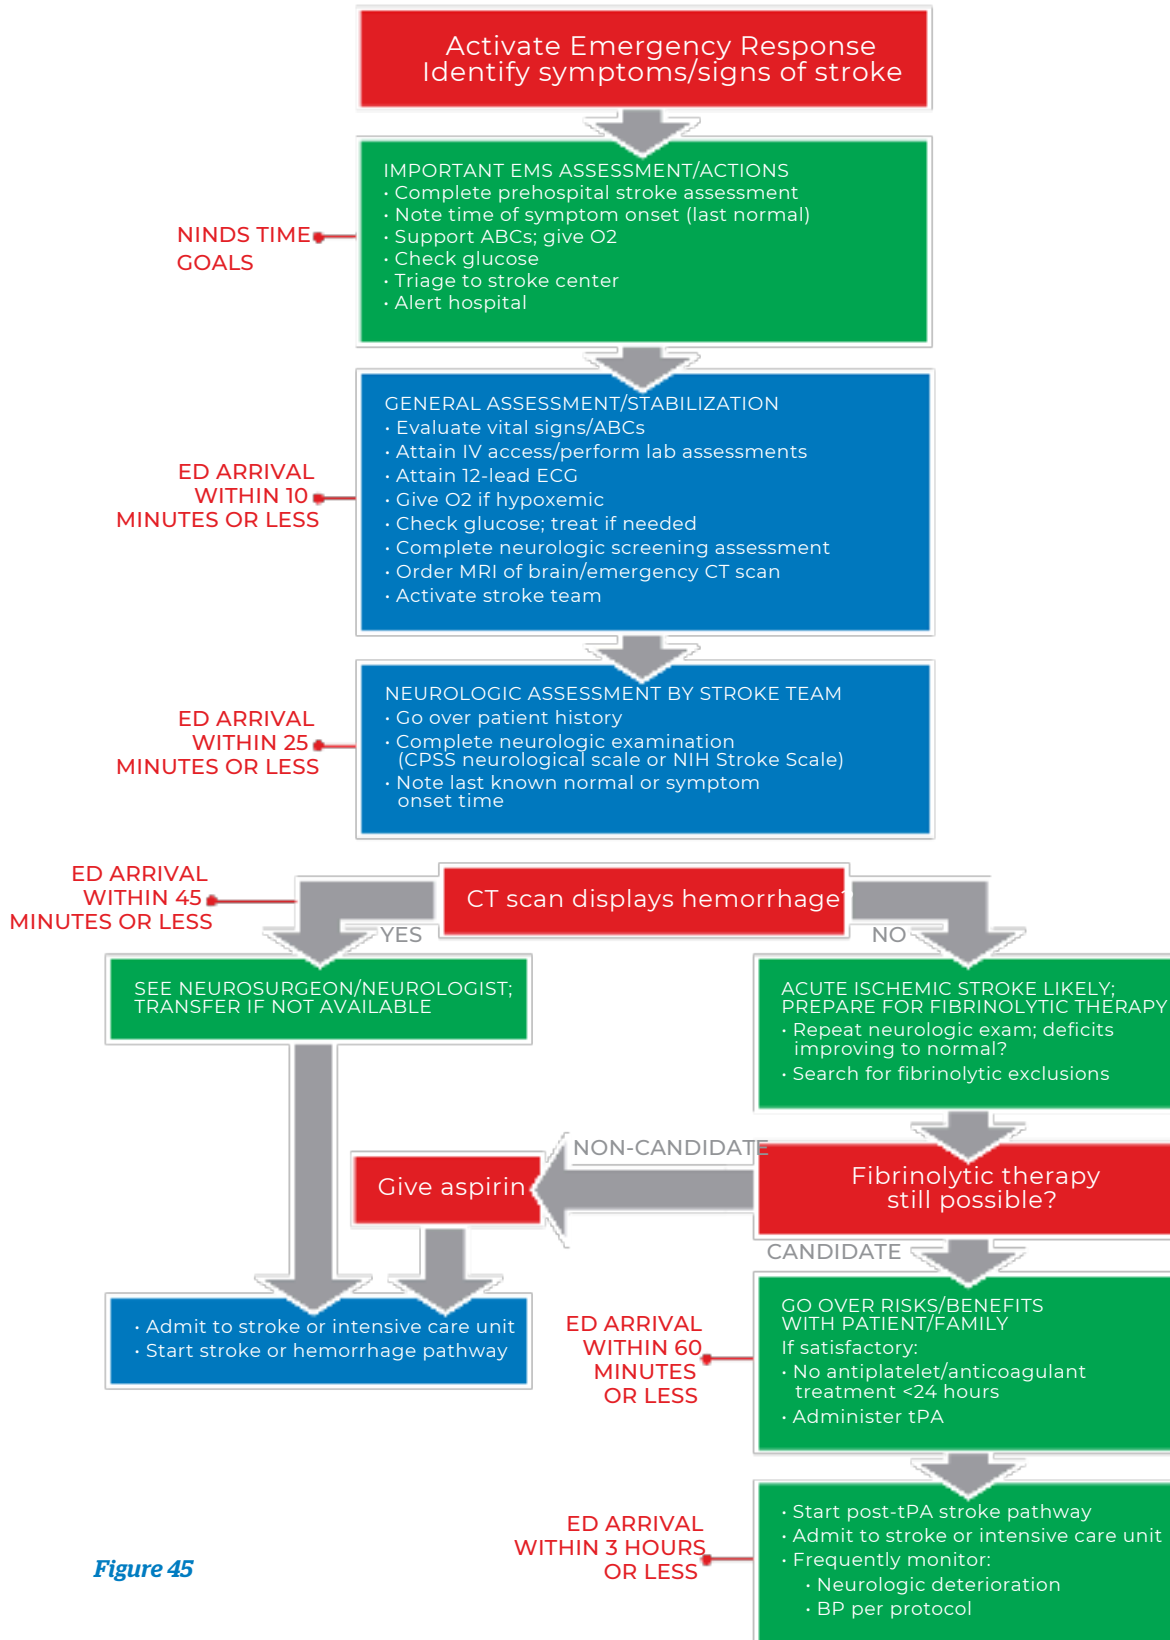 Activate Emergency Response
Identify symptoms/signs of stroke
IMPORTANT EMS ASSESSMENT/ACTIONS
• Complete prehospital stroke assessment
• Note time of symptom onset (last normal)
• Support ABCs; give O2
• Check glucose
• Triage to stroke center
• Alert hospital
NINDS TIME
GOALS
GENERAL ASSESSMENT/STABILIZATION
• Evaluate vital signs/ABCs
• Attain IV access/perform lab assessments
• Attain 12-lead ECG
• Give O2 if hypoxemic
• Check glucose; treat if needed
• Complete neurologic screening assessment
• Order MRI of brain/emergency CT scan
• Activate stroke team
ED ARRIVAL
WITHIN 10
MINUTES OR LESS
NEUROLOGIC ASSESSMENT BY STROKE TEAM
• Go over patient history
• Complete neurologic examination
(CPSS neurological scale or NIH Stroke Scale)
• Note last known normal or symptom
onset time
ED ARRIVAL
WITHIN 25
MINUTES OR LESS
ED ARRIVAL
WITHIN 45
MINUTES OR LESS
CT scan displays hemorrhage?
YES
NO
SEE NEUROSURGEON/NEUROLOGIST;
TRANSFER IF NOT AVAILABLE
ACUTE ISCHEMIC STROKE LIKELY;
PREPARE FOR FIBRINOLYTIC THERAPY
• Repeat neurologic exam; deficits
improving to normal?
• Search for fibrinolytic exclusions
NON-CANDIDATE
Give aspirin
Fibrinolytic therapy
still possible?
CANDIDATE
• Admit to stroke or intensive care unit
• Start stroke or hemorrhage pathway
ED ARRIVAL
WITHIN 60
MINUTES
OR LESS
GO OVER RISKS/BENEFITS
WITH PATIENT/FAMILY
If satisfactory:
• No antiplatelet/anticoagulant
treatment <24 hours
• Administer tPA
ED ARRIVAL
WITHIN 3 HOURS
OR LESS
• Start post-tPA stroke pathway
• Admit to stroke or intensive care unit
• Frequently monitor:
• Neurologic deterioration
• BP per protocol
Figure 45